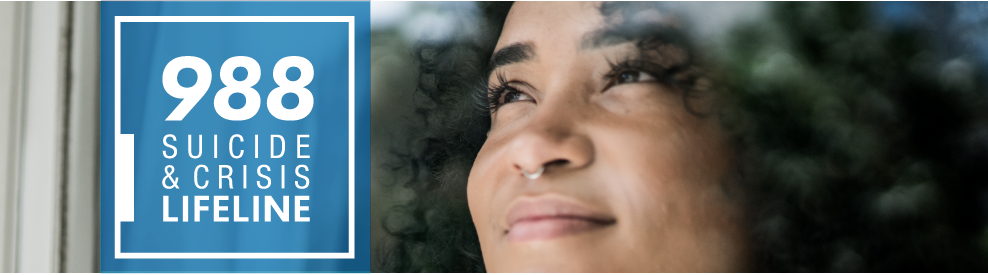 988
SUICIDE
& CRISIS
LIFELINE